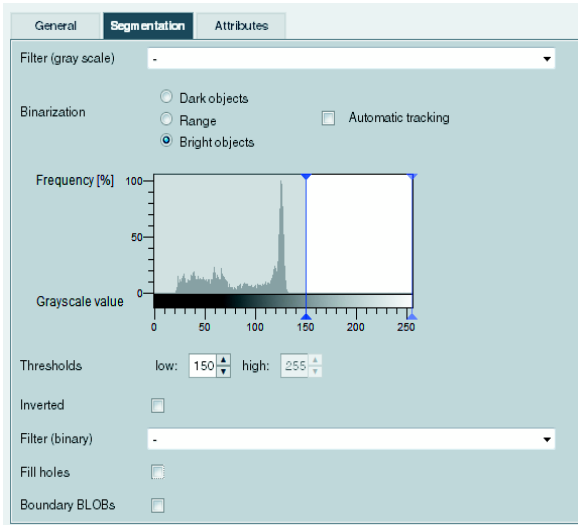 General Segmentation Attributes
Filter (gray scale) -
Dark objects
Binarization Range Automatic tracking
Bright objects
Frequency [%] 100
50
0
Grayscale value
0 50 100 150 200 250
Thresholds low: 150 high: 255
Inverted
Filter (binary) -
Fill holes
Boundary BLOBs